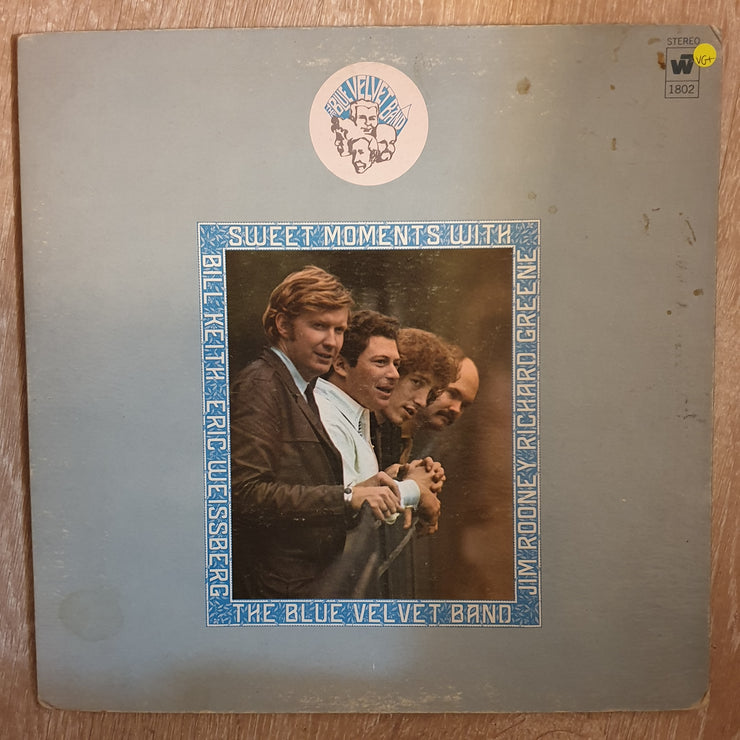 STEREO
W
1802
VG+
THE BLUE VELVET BAND
SWEET MOMENTS WITH
BILL KEITH ERIC WEISSBERG
JIM ROONEY RICHARD GREENE
THE BLUE VELVET BAND